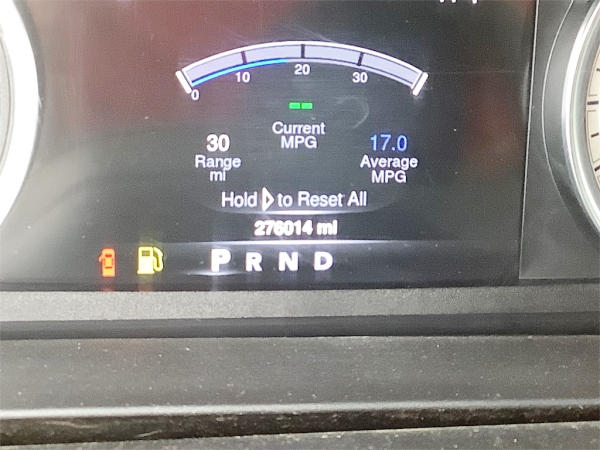 0 10 20 30
--
Current
MPG
30
Range
mi
17.0
Average
MPG
Hold to Reset All
276014 mi
P R N D